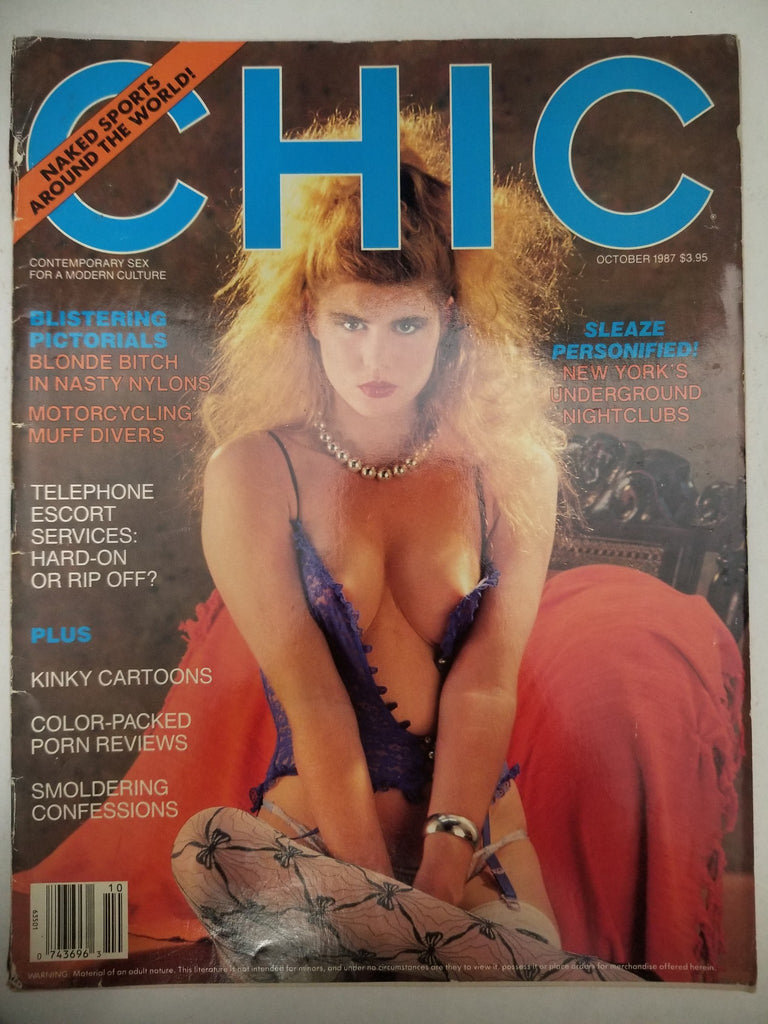 CHIC
NAKED SPORTS
AROUND THE WORLD!
CONTEMPORARY SEX
FOR A MODERN CULTURE
OCTOBER 1987 $3.95
BLISTERING
PICTORIALS
BLONDE BITCH
IN NASTY NYLONS
MOTORCYCLING
MUFF DIVERS
SLEAZE
PERSONIFIED!
NEW YORK'S
UNDERGROUND
NIGHTCLUBS
TELEPHONE
ESCORT
SERVICES:
HARD-ON
OR RIP OFF?
PLUS
KINKY CARTOONS
COLOR-PACKED
PORN REVIEWS
SMOLDERING
CONFESSIONS
10
63501
0 743696 3
WARNING: Material of an adult nature. This literature is not intended for minors, and under no circumstances are they to view it, possess it or place orders for merchandise offered herein.